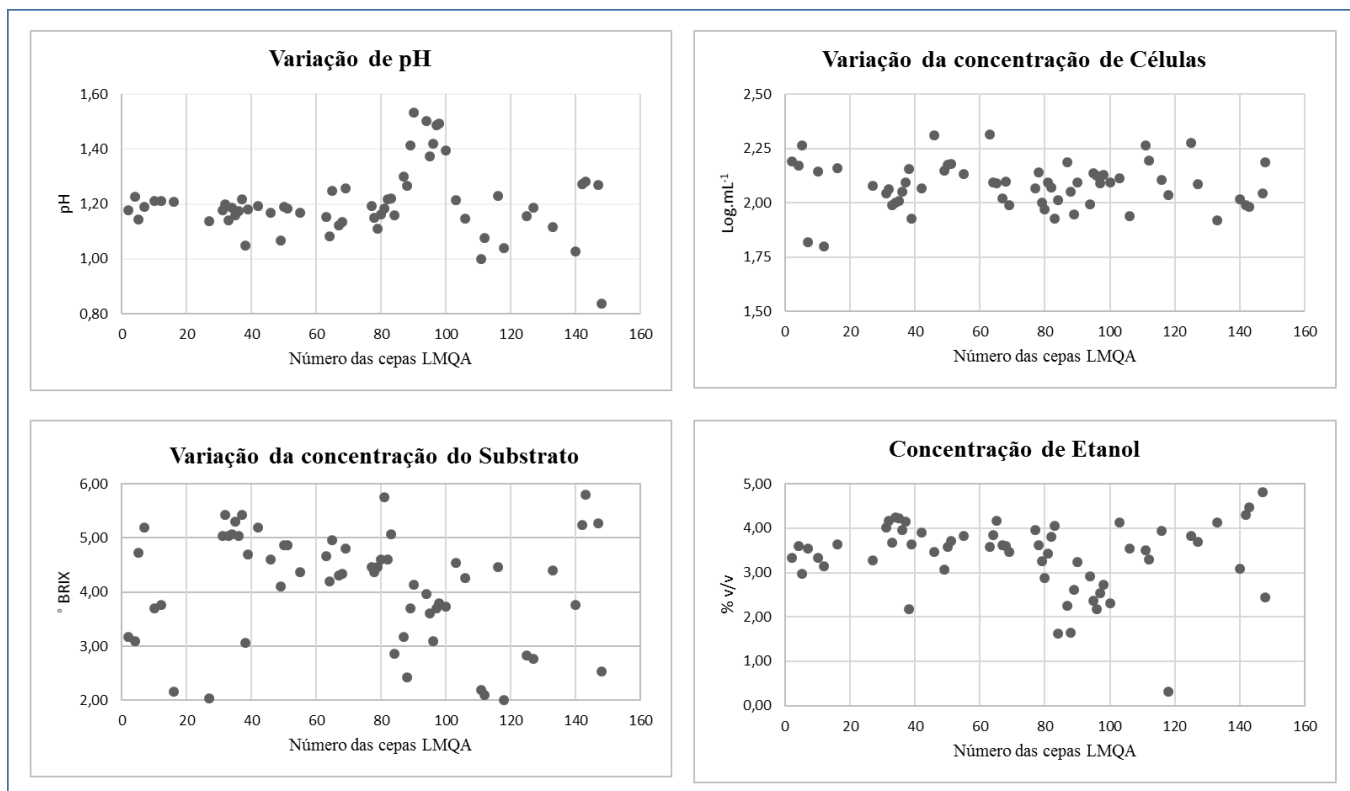 Variação de pH
1,60
1,40
1,20
1,00
0,80
pH
0 20 40 60 80 100 120 140 160
Número das cepas LMQA
Variação da concentração de Células
2,50
2,25
2,00
1,75
1,50
Log.mL⁻¹
0 20 40 60 80 100 120 140 160
Número das cepas LMQA
Variação da concentração do Substrato
6,00
5,00
4,00
3,00
2,00
° BRIX
0 20 40 60 80 100 120 140 160
Número das cepas LMQA
Concentração de Etanol
5,00
4,00
3,00
2,00
1,00
0,00
% v/v
0 20 40 60 80 100 120 140 160
Número das cepas LMQA